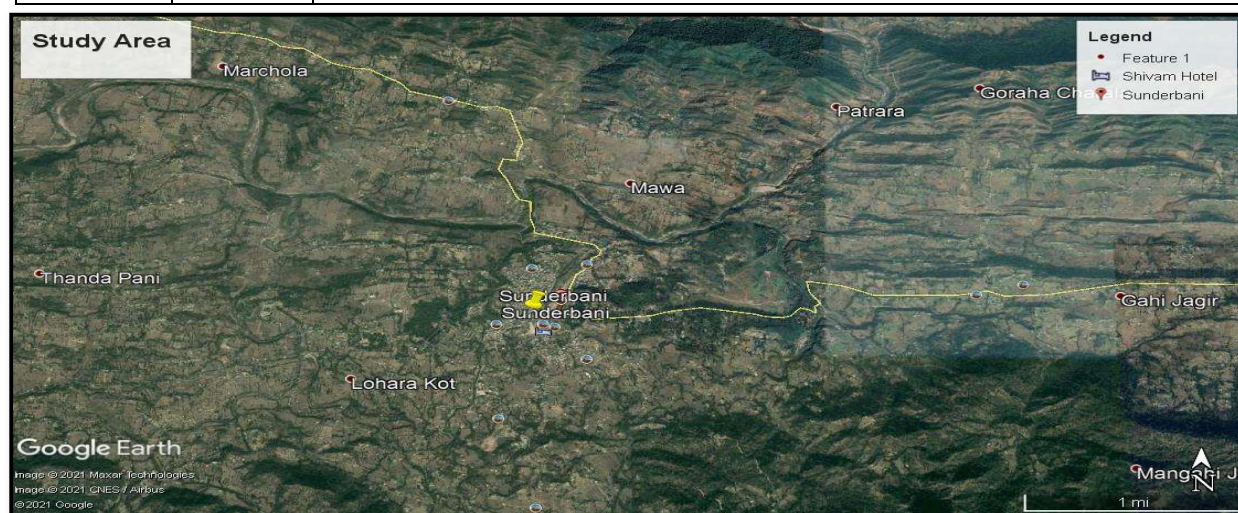 Study Area
Legend
Feature 1
Shivam Hotel
Sunderbani
Marchola
Patrara
Goraha
Mawa
Thanda Pani
Sunderbani
Sunderbani
Gahi Jagir
Lohara Kot
Google Earth
Image © 2021 Maxar Technologies
Image © 2021 CNES / Airbus
© 2021 Google
N
1 mi